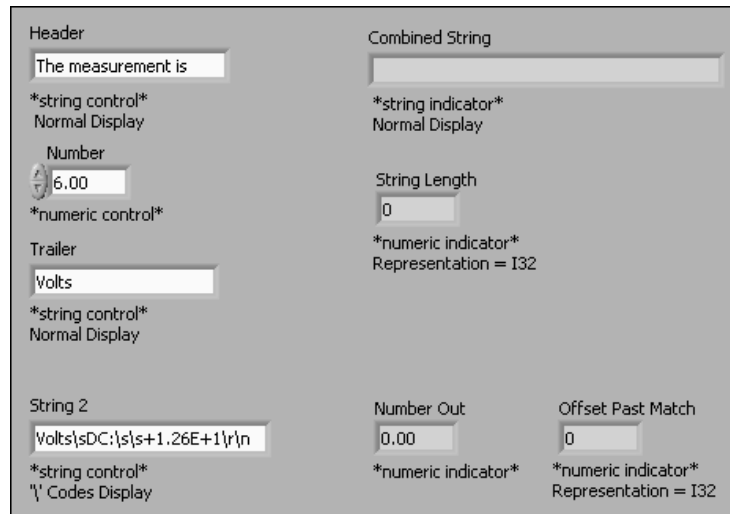 Header
The measurement is
*string control*
Normal Display
Number
6.00
*numeric control*
Trailer
Volts
*string control*
Normal Display
Combined String
*string indicator*
Normal Display
String Length
0
*numeric indicator*
Representation = I32
String 2
Volts\sDC:\s\s+1.26E+1\r\n
*string control*
'\' Codes Display
Number Out
0.00
*numeric indicator*
Offset Past Match
0
*numeric indicator*
Representation = I32